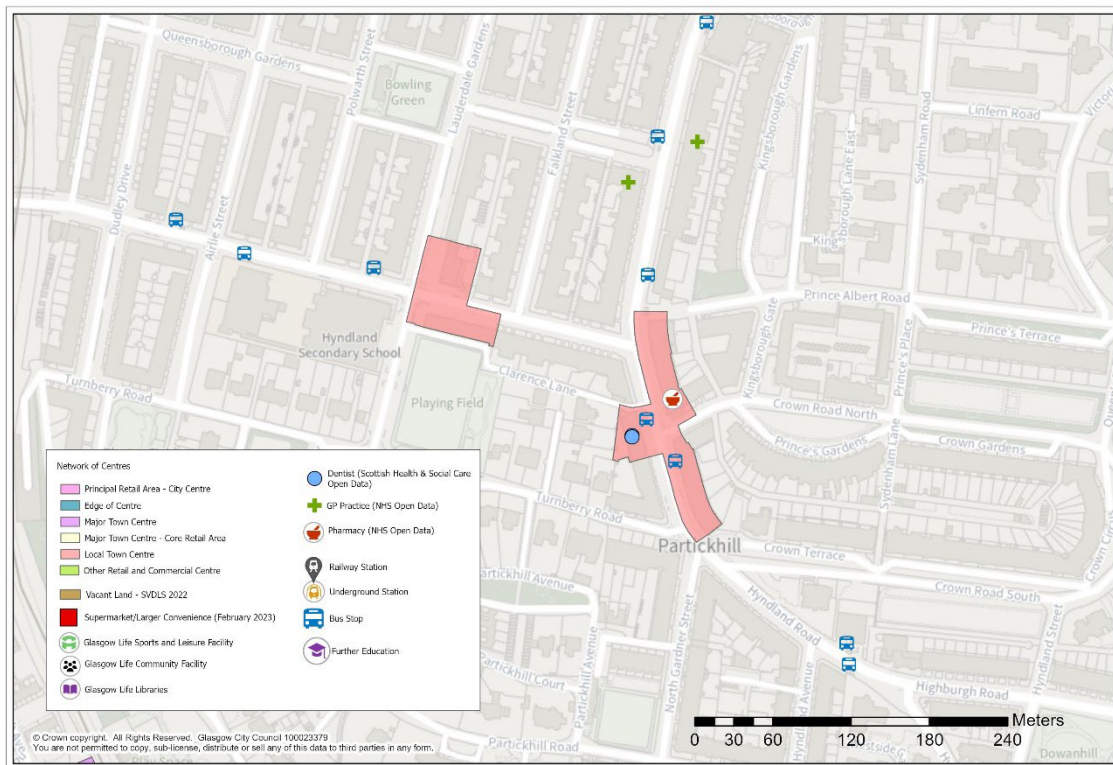 Queensborough Gardens
Polwarth Street
Bowling
Green
Lauderdale Gardens
Falkland Street
Kingsborough Gardens
Kingsborough Lane East
Sydenham Road
Linfern Road
Dudley Drive
Airlie Street
Hyndland
Secondary School
Turnberry Road
Playing Field
Clarence Lane
Kingsborough Gate
Prince Albert Road
Prince's Terrace
Prince's Place
Crown Road North
Prince's Gardens
Sydenham Lane
Crown Gardens
Turnberry Road
Partickhill
Crown Terrace
Crown Road South
Partickhill Avenue
North Gardner Street
Hyndland Road
Hyndland Avenue
Hyndland Street
Highburgh Road
Partickhill Court
Partickhill Avenue
Partickhill Road
Dowanhill
Network of Centres
Principal Retail Area - City Centre
Edge of Centre
Major Town Centre
Major Town Centre - Core Retail Area
Local Town Centre
Other Retail and Commercial Centre
Vacant Land - SVDLS 2022
Supermarket/Larger Convenience (February 2023)
Glasgow Life Sports and Leisure Facility
Glasgow Life Community Facility
Glasgow Life Libraries
Dentist (Scottish Health & Social Care
Open Data)
GP Practice (NHS Open Data)
Pharmacy (NHS Open Data)
Railway Station
Underground Station
Bus Stop
Further Education
Meters
0 30 60 120 180 240
© Crown copyright. All Rights Reserved. Glasgow City Council 100023379
You are not permitted to copy, sub-license, distribute or sell any of this data to third parties in any form.
Play Space